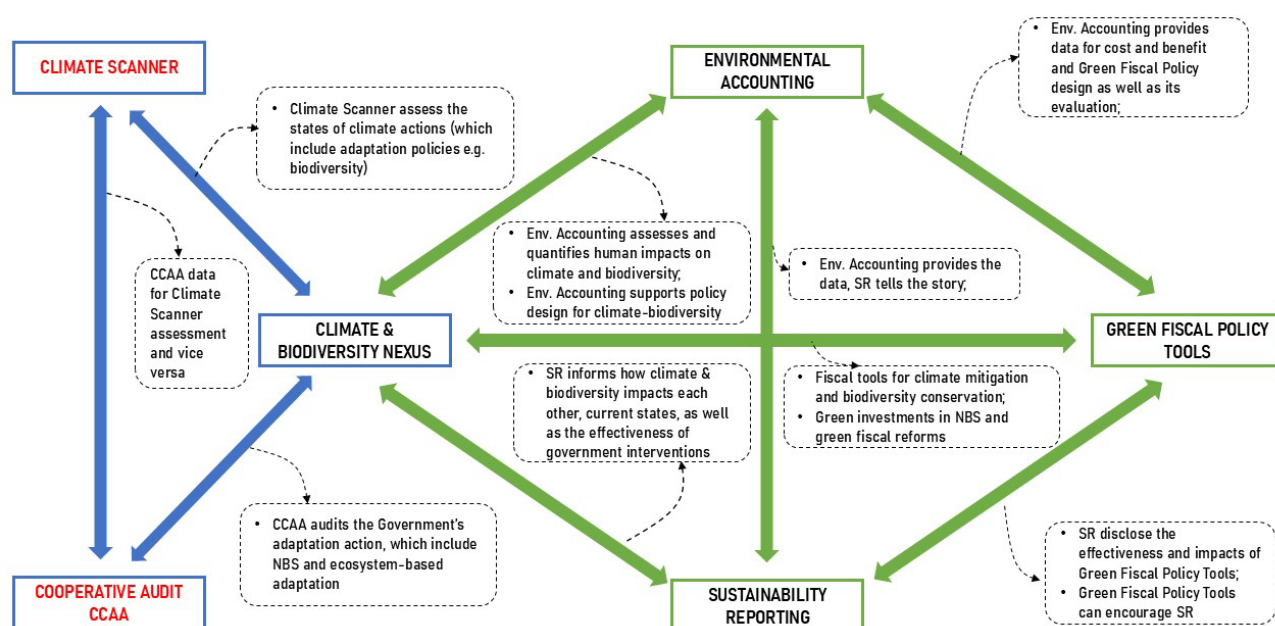 CLIMATE SCANNER
ENVIRONMENTAL
ACCOUNTING
• Env. Accounting provides
data for cost and benefit
and Green Fiscal Policy
design as well as its
evaluation;
• Climate Scanner assess the
states of climate actions (which
include adaptation policies e.g.
biodiversity)
• Env. Accounting assesses and
quantifies human impacts on
climate and biodiversity;
• Env. Accounting supports policy
design for climate-biodiversity
• Env. Accounting provides the
data, SR tells the story;
CCAA data
for Climate
Scanner
assessment
and vice
versa
CLIMATE &
BIODIVERSITY NEXUS
GREEN FISCAL POLICY
TOOLS
• SR informs how climate &
biodiversity impacts each
other, current states, as well
as the effectiveness of
government interventions
• Fiscal tools for climate mitigation
and biodiversity conservation;
• Green investments in NBS and
green fiscal reforms
• CCAA audits the Government's
adaptation action, which include
NBS and ecosystem-based
adaptation
• SR disclose the
effectiveness and impacts of
Green Fiscal Policy Tools;
• Green Fiscal Policy Tools
can encourage SR
COOPERATIVE AUDIT
CCAA
SUSTAINABILITY
REPORTING